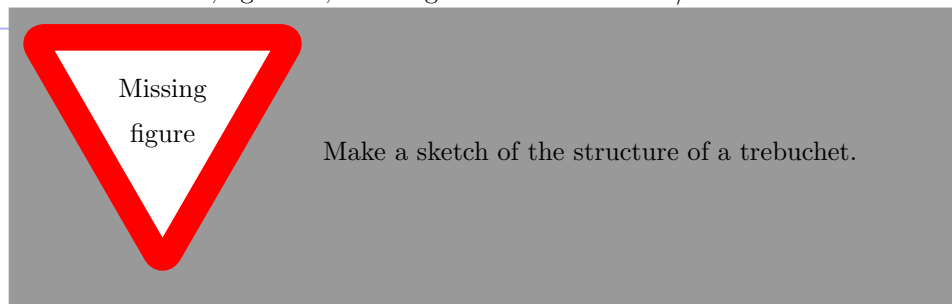 Missing
figure
Make a sketch of the structure of a trebuchet.